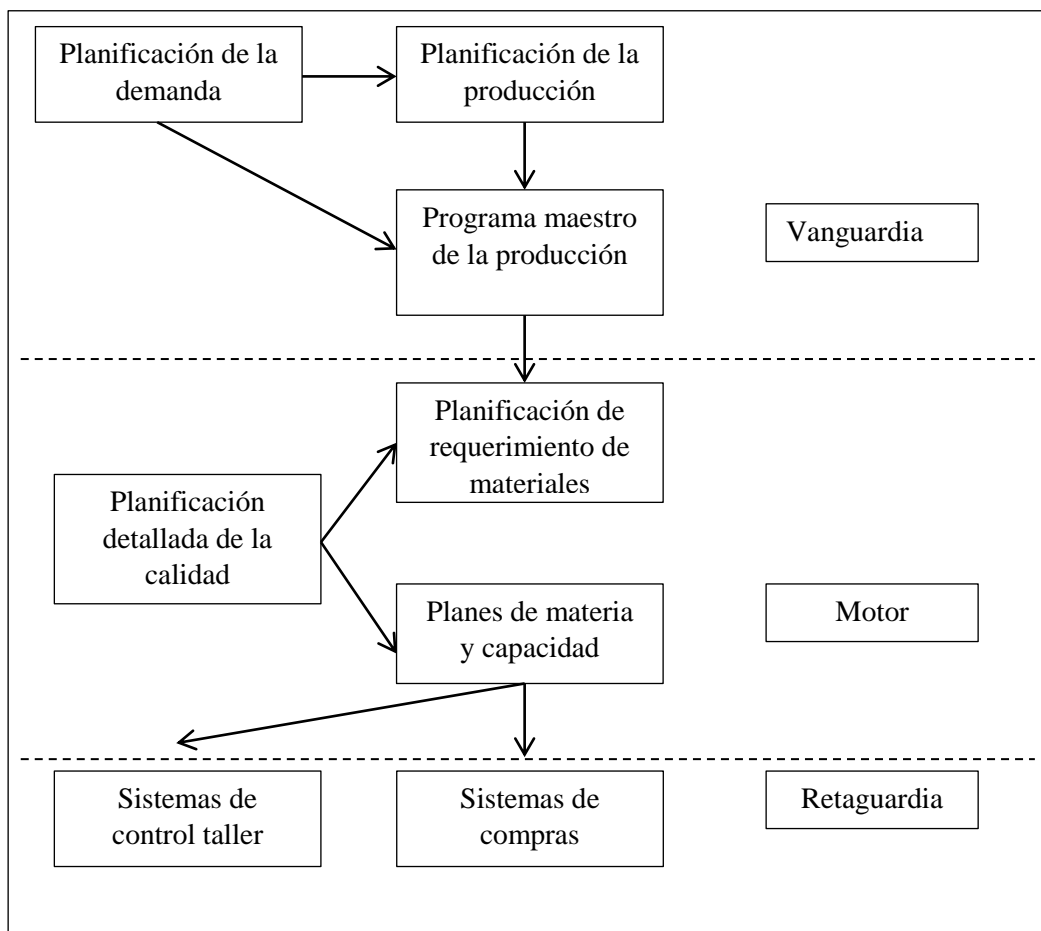 Planificación de la
demanda
Planificación de la
producción
Programa maestro
de la producción
Vanguardia
Planificación de
requerimiento de
materiales
Planificación
detallada de la
calidad
Planes de materia
y capacidad
Motor
Sistemas de
control taller
Sistemas de
compras
Retaguardia